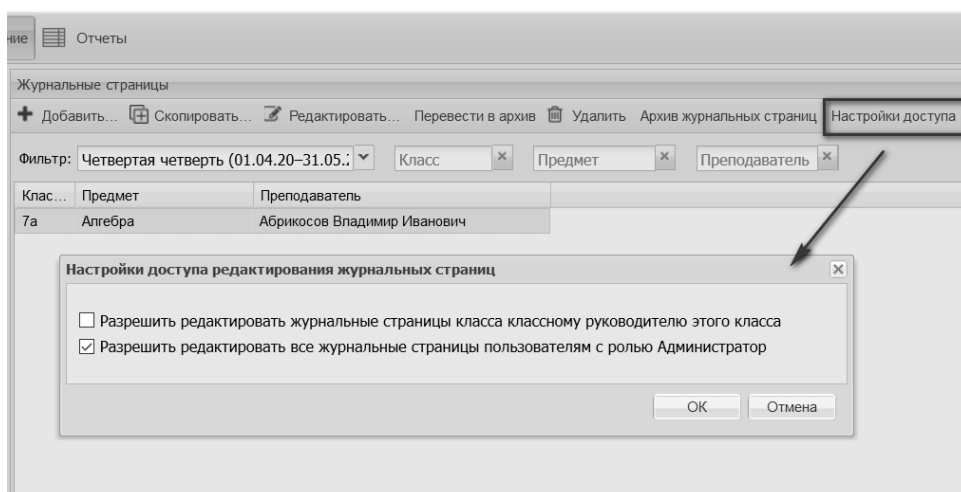 ние Отчеты
Журнальные страницы
Добавить... Скопировать... Редактировать... Перевести в архив Удалить Архив журнальных страниц Настройки доступа
Фильтр: Четвертая четверть (01.04.20–31.05.2 Класс Предмет Преподаватель
Клас... Предмет Преподаватель
7а Алгебра Абрикосов Владимир Иванович
Настройки доступа редактирования журнальных страниц
Разрешить редактировать журнальные страницы класса классному руководителю этого класса
Разрешить редактировать все журнальные страницы пользователям с ролью Администратор
ОК Отмена